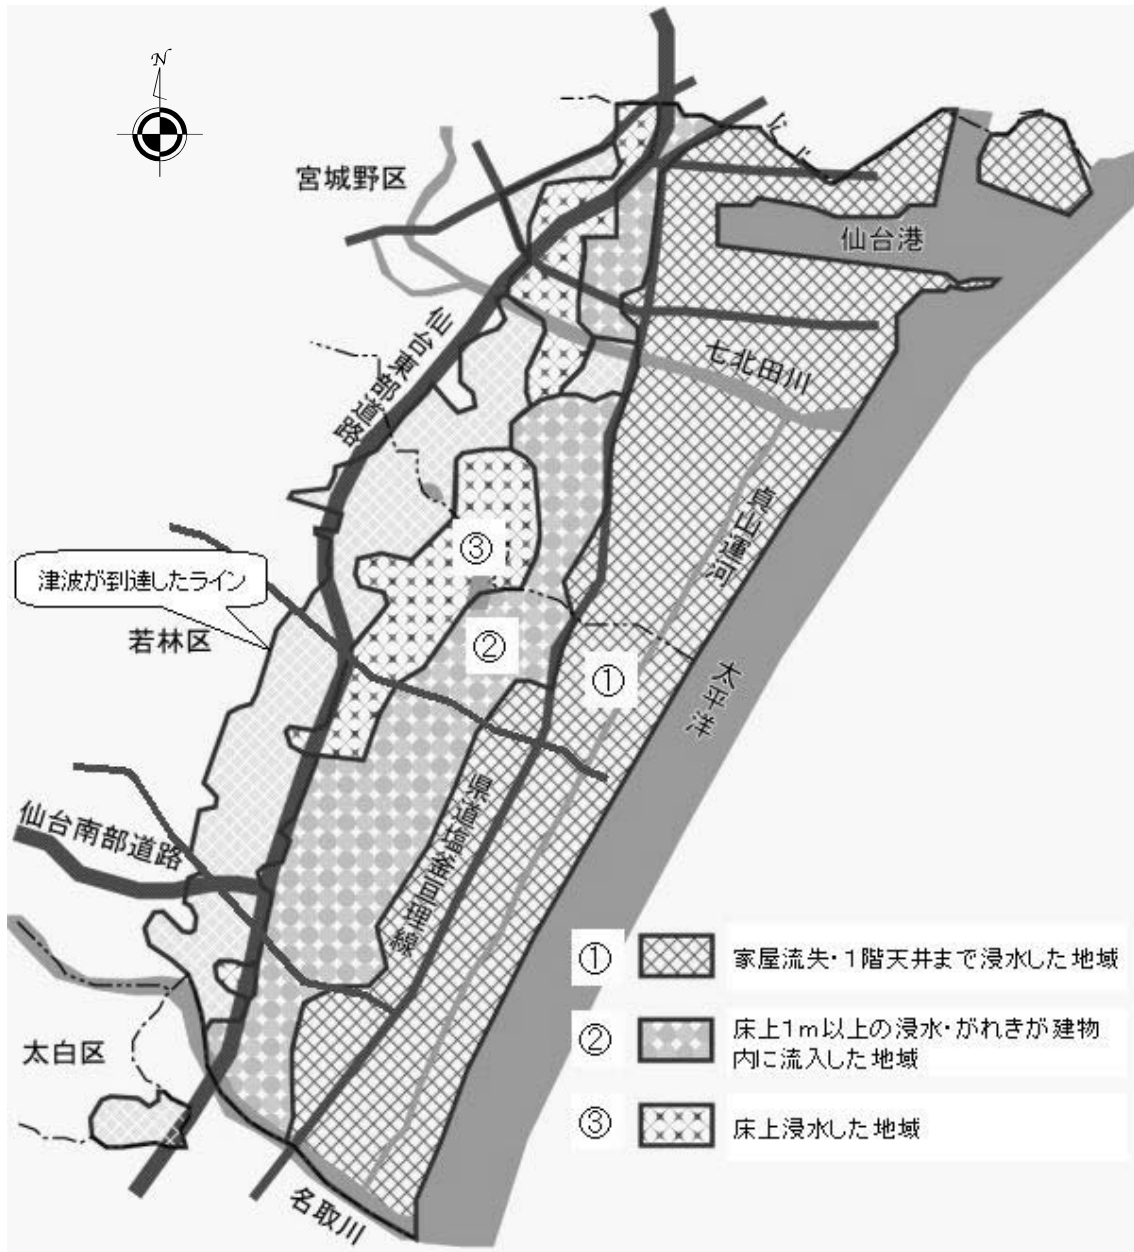 N
宮城野区
仙台港
仙台東部道路
七北田川
貞山運河
津波が到達したライン
若林区
③
②
①
太平洋
県道塩釜亘理線
仙台南部道路
太白区
名取川
① 家屋流失・1階天井まで浸水した地域
② 床上1m以上の浸水・がれきが建物
内に流入した地域
③ 床上浸水した地域